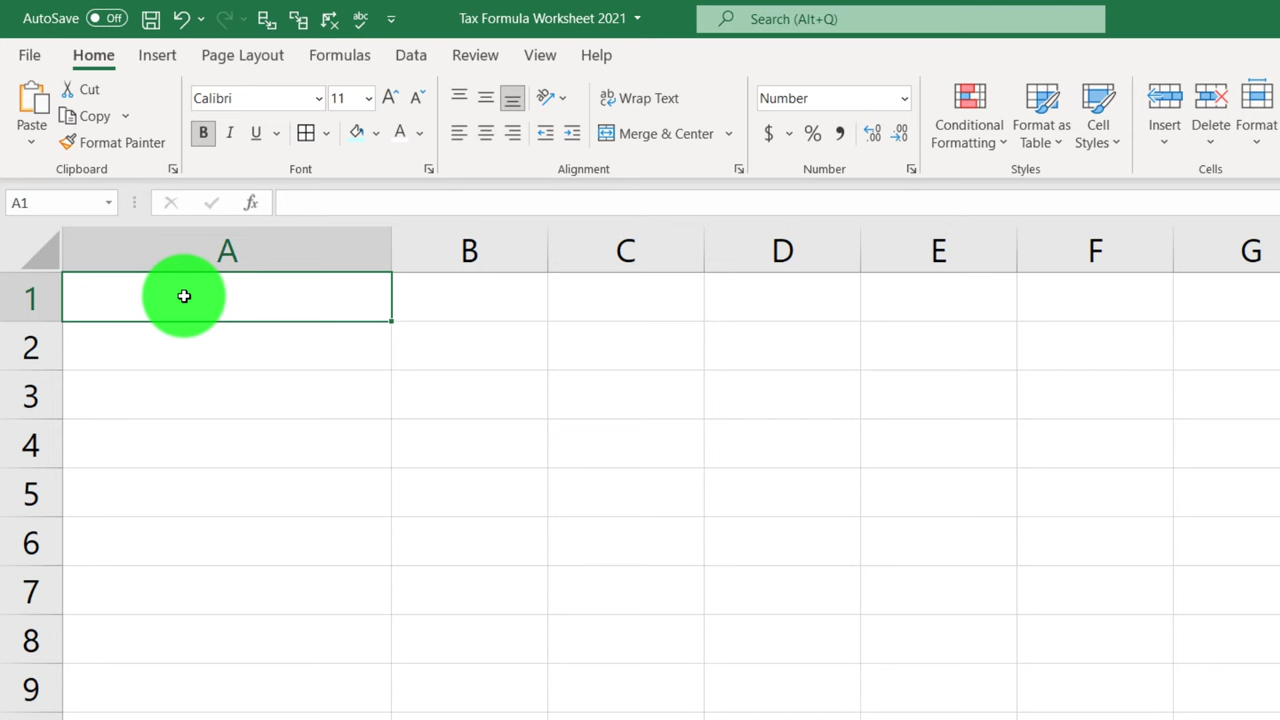 AutoSave Off Tax Formula Worksheet 2021 Search (Alt+Q)
File Home Insert Page Layout Formulas Data Review View Help
Paste Cut Copy Format Painter
Clipboard
Calibri 11
B I U A
Font
Wrap Text
Merge & Center
Alignment
Number
$ % 9
Number
Conditional Formatting
Format as Table
Cell Styles
Styles
Insert Delete Format
Cells
A1 fx
A B C D E F G
1
2
3
4
5
6
7
8
9